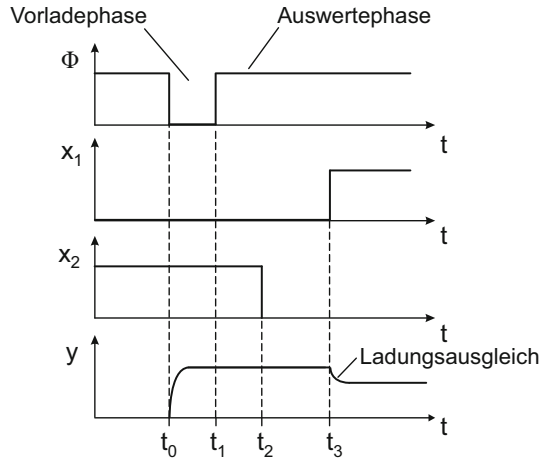 Vorladephase
Auswertephase
Φ
t
x1
t
x2
t
y
Ladungsausgleich
t
t0 t1 t2 t3